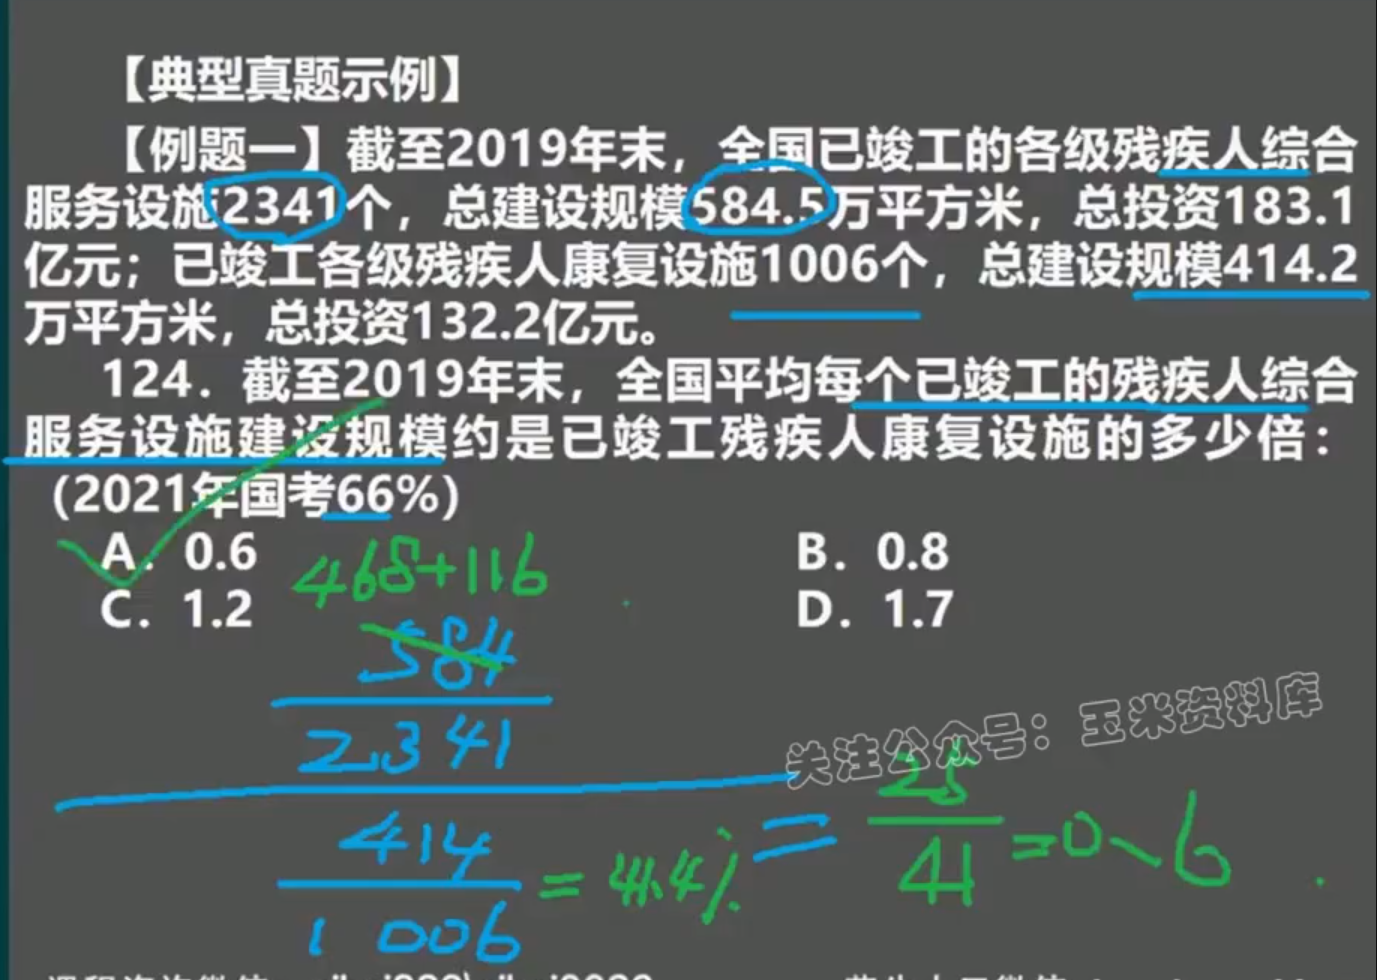 【典型真题示例】
【例题一】截至2019年末，全国已竣工的各级残疾人综合
服务设施2341个，总建设规模584.5万平方米，总投资183.1
亿元；已竣工各级残疾人康复设施1006个，总建设规模414.2
万平方米，总投资132.2亿元。
124．截至2019年末，全国平均每个已竣工的残疾人综合
服务设施建设规模约是已竣工残疾人康复设施的多少倍：
(2021年国考66%)
A．0.6
B．0.8
C．1.2
D．1.7
468+116
584
2341
关注公众号：玉米资料库
414
1006
=41.4%
=
25
41
=0.6